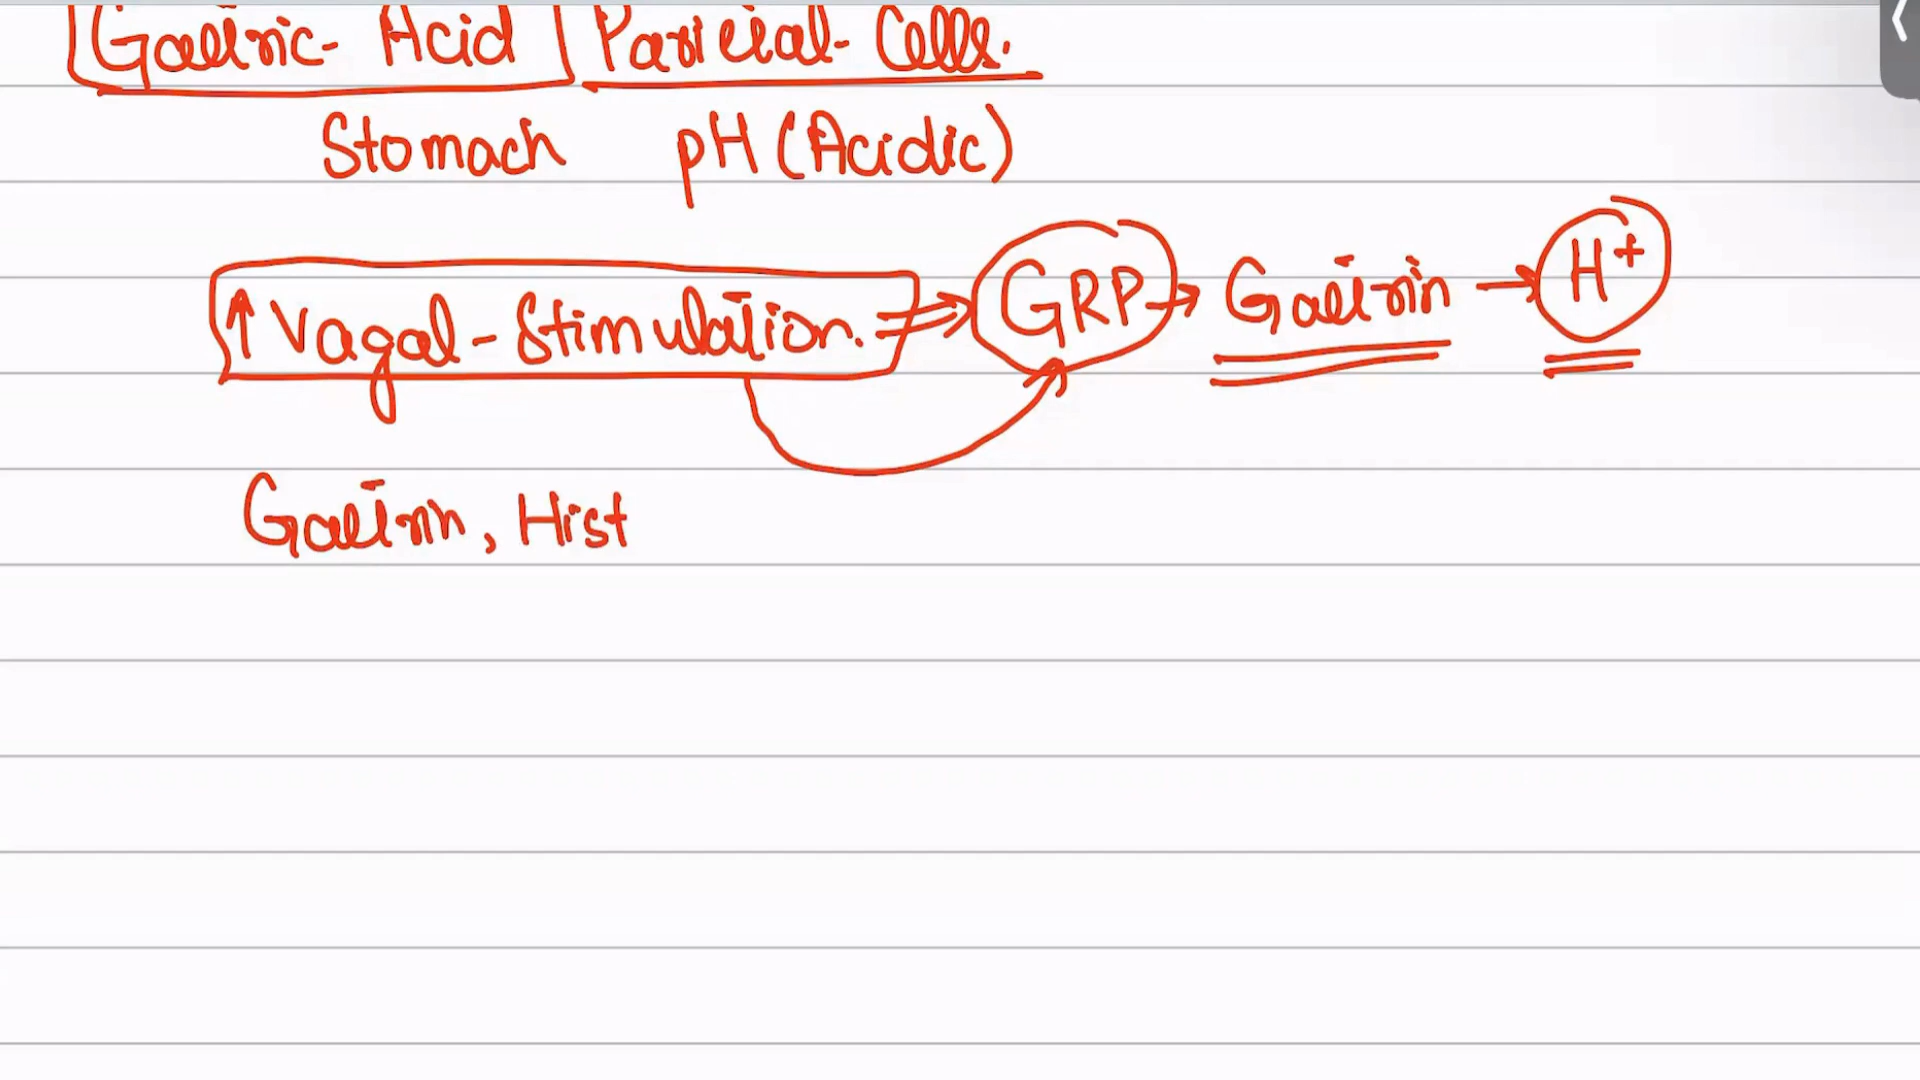 Gastric- Acid Parietal- Cells.
Stomach pH (Acidic)
↑ Vagal-Stimulation. ⇒ GRP → Gastrin → H+
Gastrin, Hist